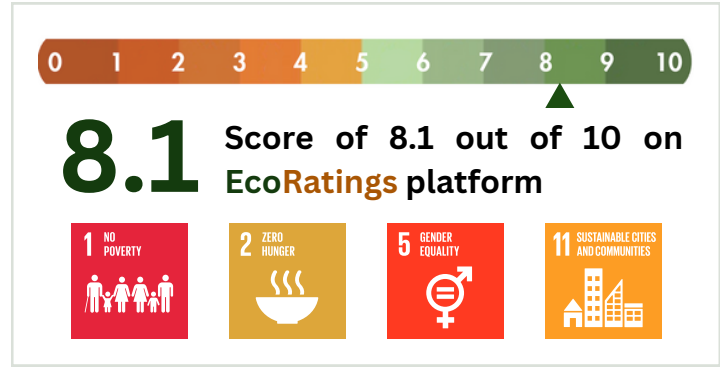 0 1 2 3 4 5 6 7 8 9 10
8.1
Score of 8.1 out of 10 on
EcoRatings platform
1 NO
POVERTY
2 ZERO
HUNGER
5 GENDER
EQUALITY
11 SUSTAINABLE CITIES
AND COMMUNITIES